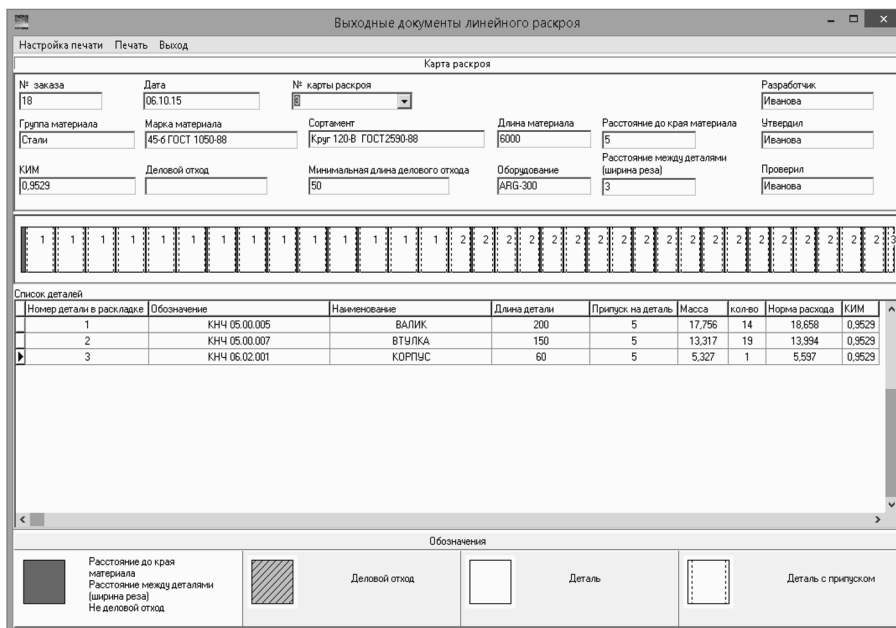 Выходные документы линейного раскроя
Настройка печати Печать Выход
Карта раскроя
№ заказа Дата № карты раскроя Разработчик
18 06.10.15 3 Иванова
Группа материала Марка материала Сортамент Длина материала Расстояние до края материала Утвердил
Стали 45-б ГОСТ 1050-88 Круг 120-В ГОСТ2590-88 6000 5 Иванова
КИМ Деловой отход Минимальная длина делового отхода Оборудование Расстояние между деталями (ширина реза) Проверил
0,9529 50 ARG-300 3 Иванова
1 1 1 1 1 1 1 1 1 1 1 1 1 1 2 2 2 2 2 2 2 2 2 2 2 2 2 2 2 2 2 2 2 3
Список деталей
Номер детали в раскладке Обозначение Наименование Длина детали Припуск на деталь Масса кол-во Норма расхода КИМ
1 КНЧ 05.00.005 ВАЛИК 200 5 17,756 14 18,658 0,9529
2 КНЧ 05.00.007 ВТУЛКА 150 5 13,317 19 13,994 0,9529
3 КНЧ 06.02.001 КОРПУС 60 5 5,327 1 5,597 0,9529
Обозначения
Расстояние до края
материала
Расстояние между деталями
(ширина реза)
Не деловой отход
Деловой отход
Деталь
Деталь с припуском